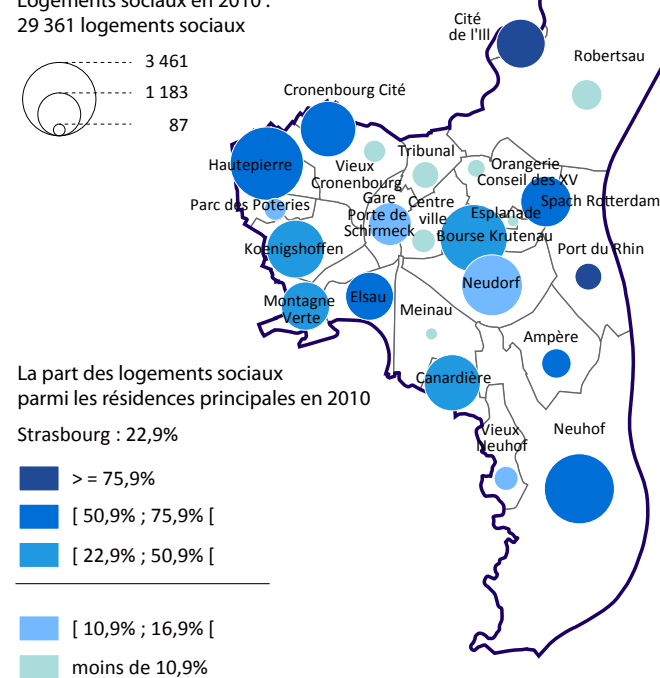 Logements sociaux en 2010 :
29 361 logements sociaux
3 461
1 183
87
Cité
de l'Ill
Robertsau
Cronenbourg Cité
Hautepierre
Vieux
Cronenbourg
Tribunal
Orangerie
Conseil des XV
Parc des Poteries
Gare
Porte de
Schirmeck
Centre
ville
Esplanade
Spach Rotterdam
Koenigshoffen
Bourse Krutenau
Port du Rhin
Montagne
Verte
Elsau
Neudorf
Meinau
Ampère
Canardière
Vieux
Neuhof
Neuhof
La part des logements sociaux
parmi les résidences principales en 2010
Strasbourg : 22,9%
> = 75,9%
[ 50,9% ; 75,9% [
[ 22,9% ; 50,9% [
[ 10,9% ; 16,9% [
moins de 10,9%